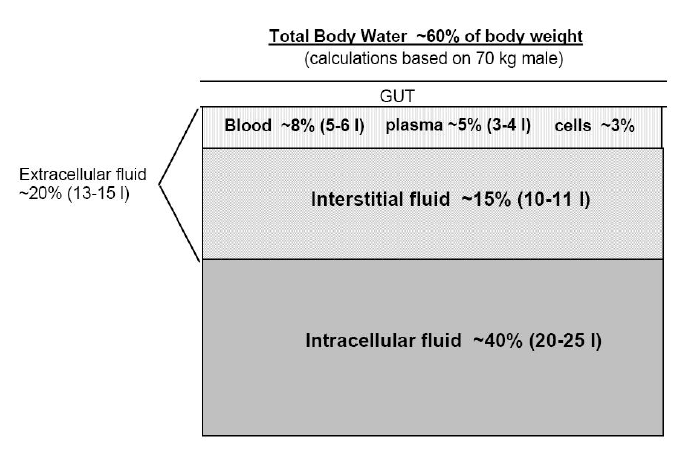 Total Body Water ~60% of body weight
(calculations based on 70 kg male)
GUT
Blood ~8% (5-6 l) plasma ~5% (3-4 l) cells ~3%
Extracellular fluid
~20% (13-15 l)
Interstitial fluid ~15% (10-11 l)
Intracellular fluid ~40% (20-25 l)